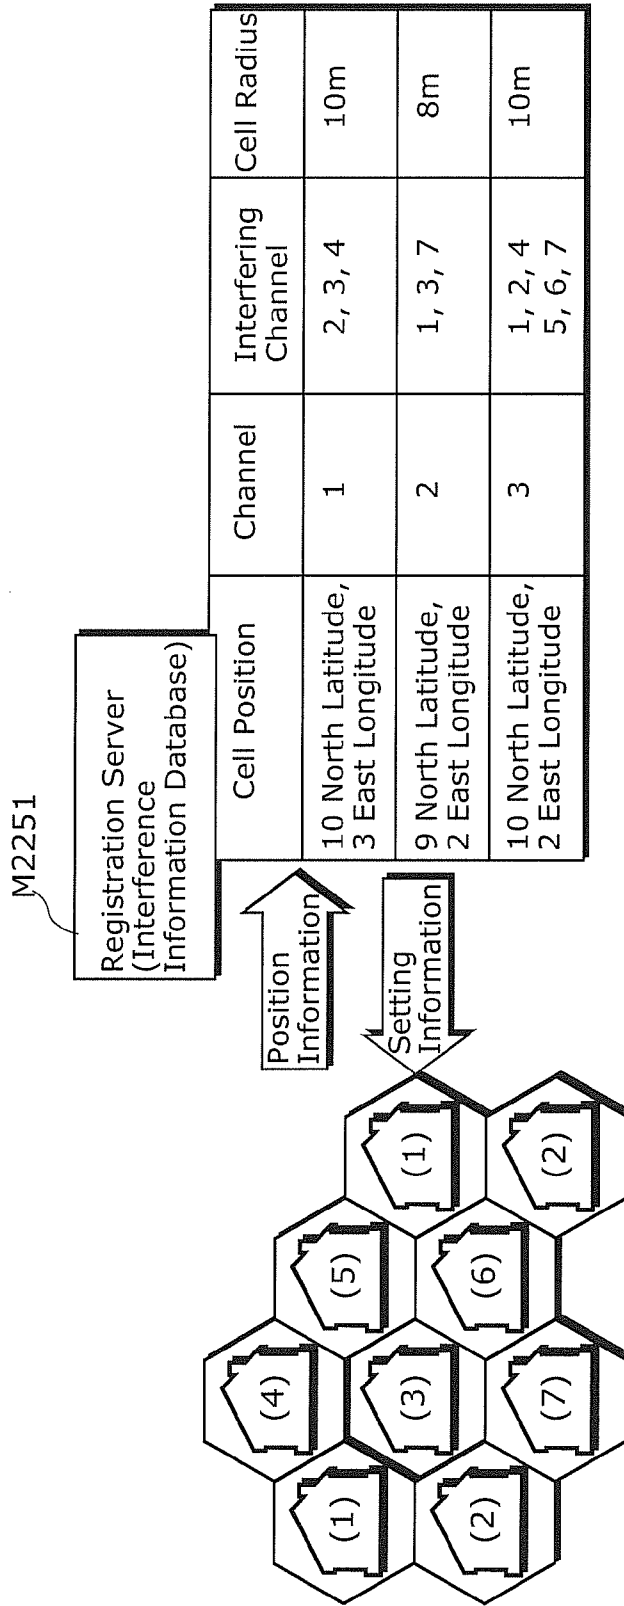 M2251
Registration Server
(Interference
Information Database)
Cell Position
Channel
Interfering
Channel
Cell Radius
10 North Latitude,
3 East Longitude
1
2, 3, 4
10m
9 North Latitude,
2 East Longitude
2
1, 3, 7
8m
10 North Latitude,
2 East Longitude
3
1, 2, 4
5, 6, 7
10m
Position
Information
Setting
Information
(4)
(1)
(5)
(3)
(1)
(2)
(6)
(7)
(2)